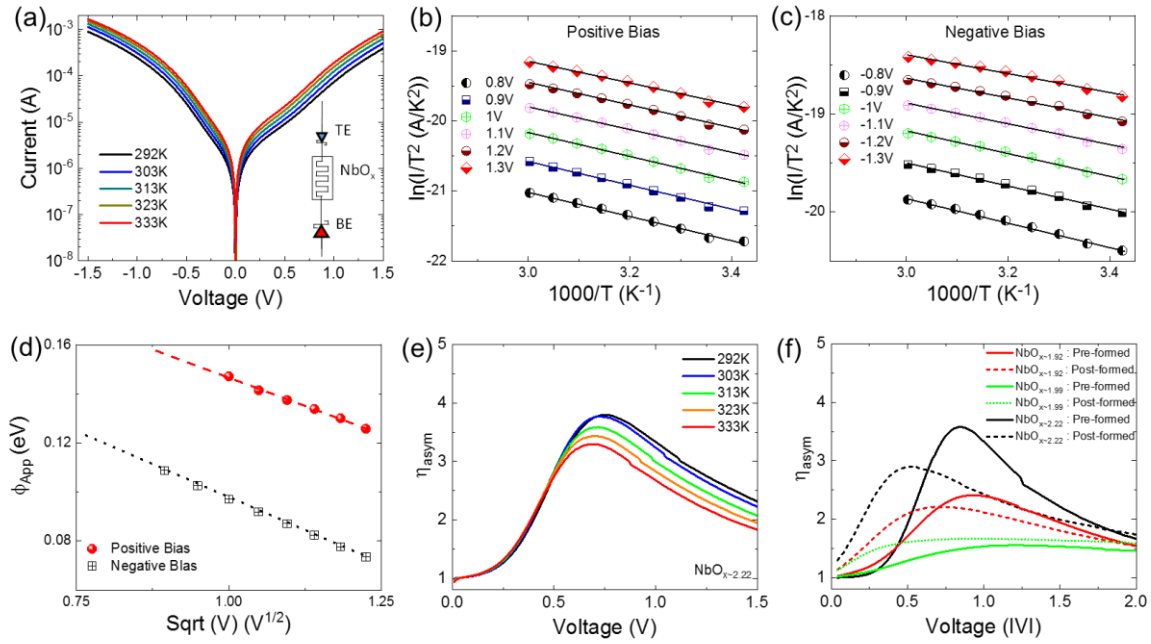 (a)
10⁻³
10⁻⁴
10⁻⁵
10⁻⁶
10⁻⁷
10⁻⁸
Current (A)
292K
303K
313K
323K
333K
TE
NbOₓ
BE
-1.5 -1.0 -0.5 0.0 0.5 1.0 1.5
Voltage (V)
(b)
Positive Bias
-19
-20
-21
-22
ln(I/T² (A/K²)
0.8V
0.9V
1V
1.1V
1.2V
1.3V
3.0 3.2 3.4
1000/T (K⁻¹)
(c)
Negative Bias
-18
-19
-20
ln(I/T² (A/K²)
-0.8V
-0.9V
-1V
-1.1V
-1.2V
-1.3V
3.0 3.2 3.4
1000/T (K⁻¹)
(d)
0.16
0.12
0.08
ϕApp (eV)
Positive Bias
Negative BIas
0.75 1.00 1.25
Sqrt (V) (V¹ᐟ²)
(e)
5
4
3
2
1
ηasym
292K
303K
313K
323K
333K
NbOx~2.22
0.0 0.5 1.0 1.5
Voltage (V)
(f)
5
4
3
2
1
ηasym
NbOx~1.92 : Pre-formed
NbOx~1.92 : Post-formed
NbOx~1.99 : Pre-formed
NbOx~1.99 : Post-formed
NbOx~2.22 : Pre-formed
NbOx~2.22 : Post-formed
0.0 0.5 1.0 1.5 2.0
Voltage (IVI)